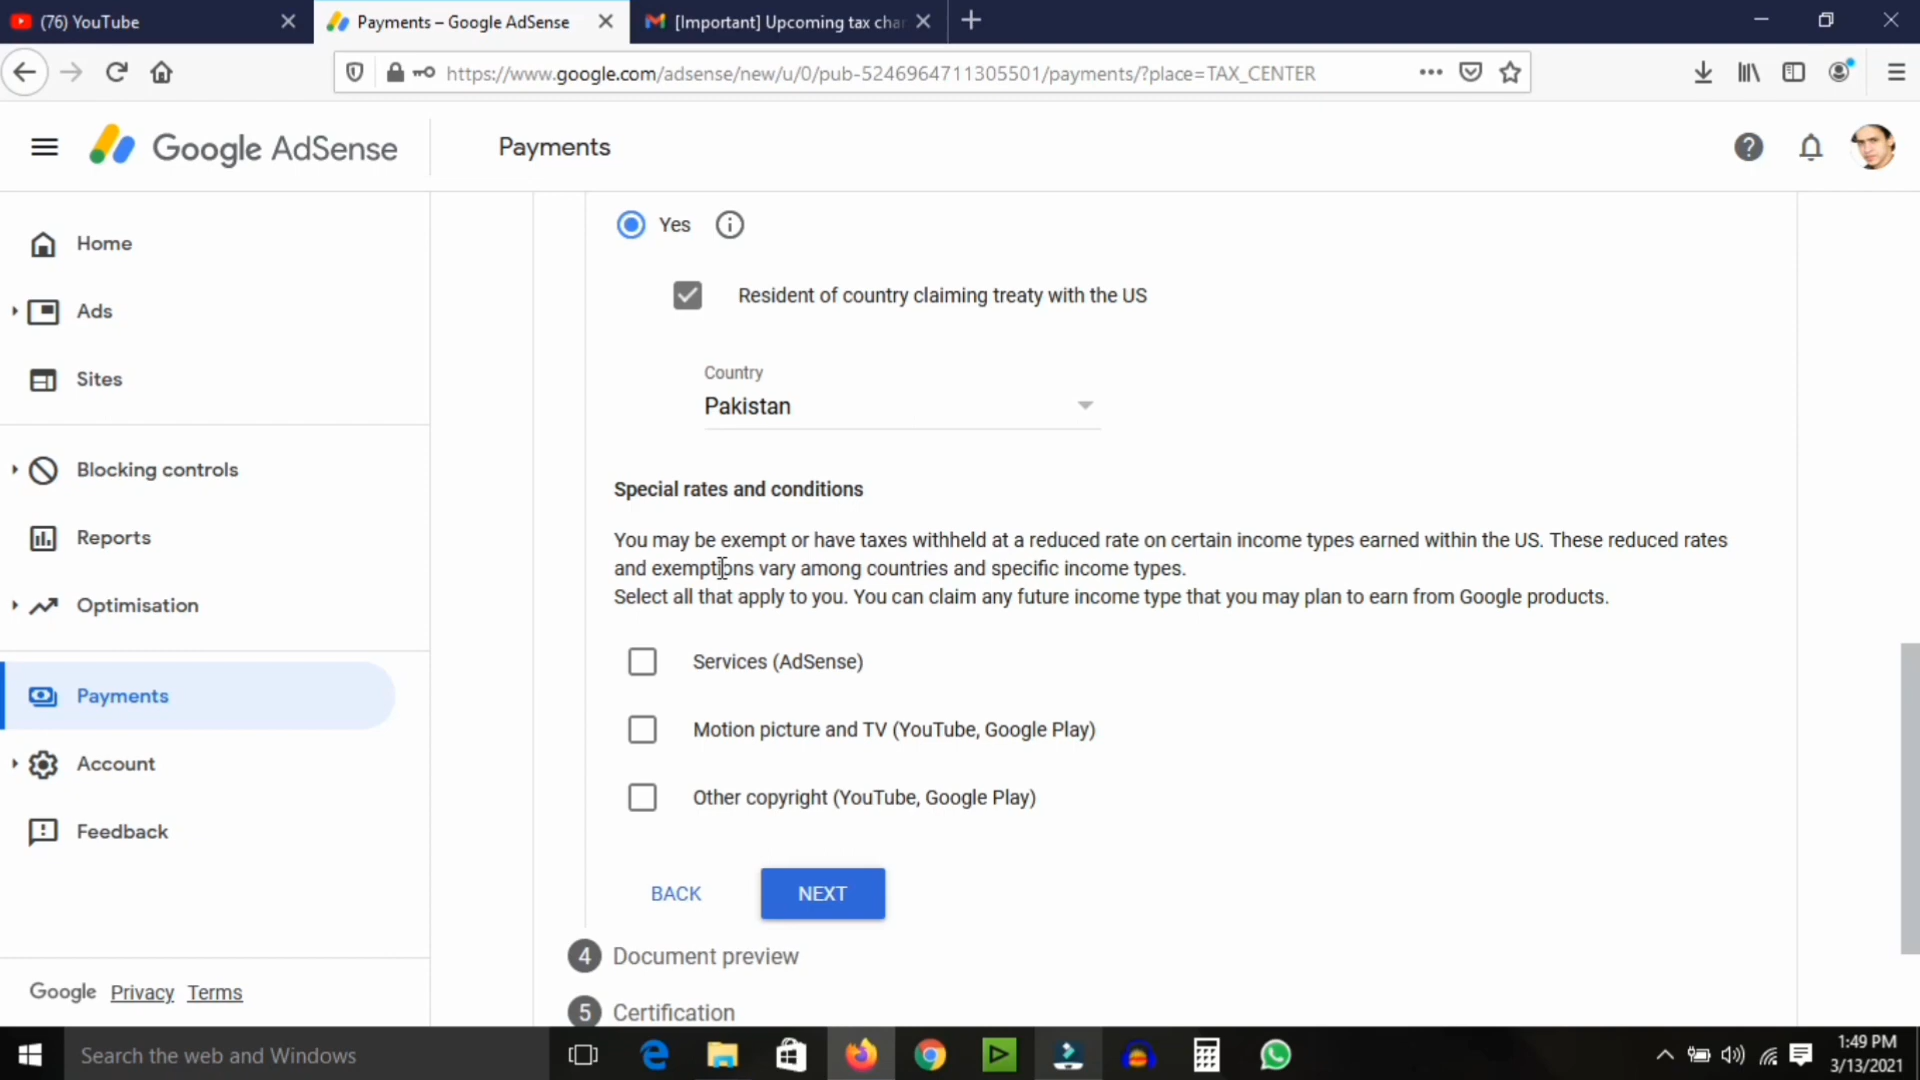 (76) YouTube
Payments – Google AdSense
[Important] Upcoming tax cha
https://www.google.com/adsense/new/u/0/pub-5246964711305501/payments/?place=TAX_CENTER
Google AdSense
Payments
Home
Ads
Sites
Blocking controls
Reports
Optimisation
Payments
Account
Feedback
Google Privacy Terms
Yes
Resident of country claiming treaty with the US
Country
Pakistan
Special rates and conditions
You may be exempt or have taxes withheld at a reduced rate on certain income types earned within the US. These reduced rates
and exemptions vary among countries and specific income types.
Select all that apply to you. You can claim any future income type that you may plan to earn from Google products.
Services (AdSense)
Motion picture and TV (YouTube, Google Play)
Other copyright (YouTube, Google Play)
BACK
NEXT
4 Document preview
5 Certification
Search the web and Windows
1:49 PM
3/13/2021